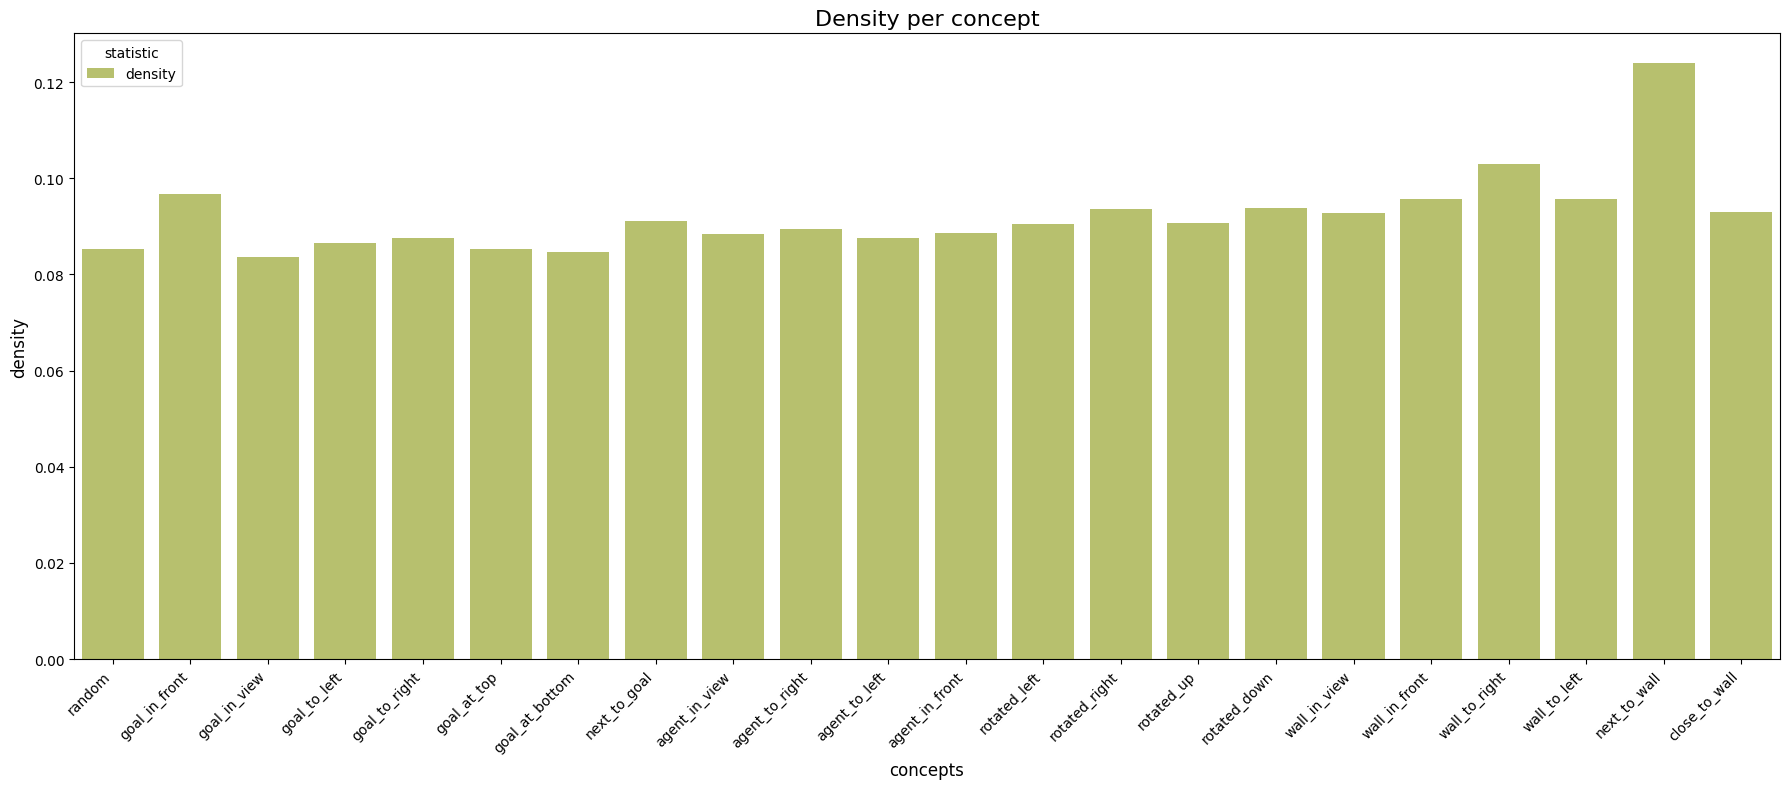 Density per concept
statistic
density
0.12
0.10
0.08
0.06
0.04
0.02
0.00
density
random
goal_in_front
goal_in_view
goal_to_left
goal_to_right
goal_at_top
goal_at_bottom
next_to_goal
agent_in_view
agent_to_right
agent_to_left
agent_in_front
rotated_left
rotated_right
rotated_up
rotated_down
wall_in_view
wall_in_front
wall_to_right
wall_to_left
next_to_wall
close_to_wall
concepts